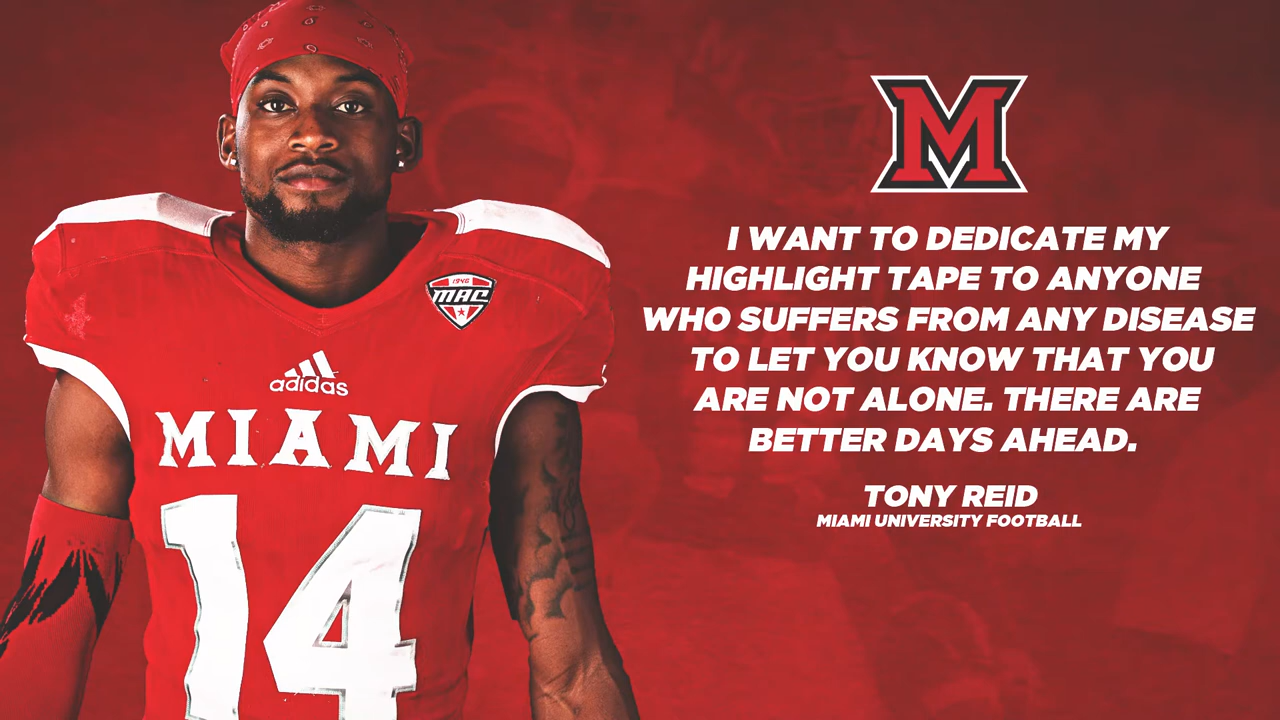 M
I WANT TO DEDICATE MY
HIGHLIGHT TAPE TO ANYONE
WHO SUFFERS FROM ANY DISEASE
TO LET YOU KNOW THAT YOU
ARE NOT ALONE. THERE ARE
BETTER DAYS AHEAD.
TONY REID
MIAMI UNIVERSITY FOOTBALL
1946
MAC
adidas
MIAMI
14